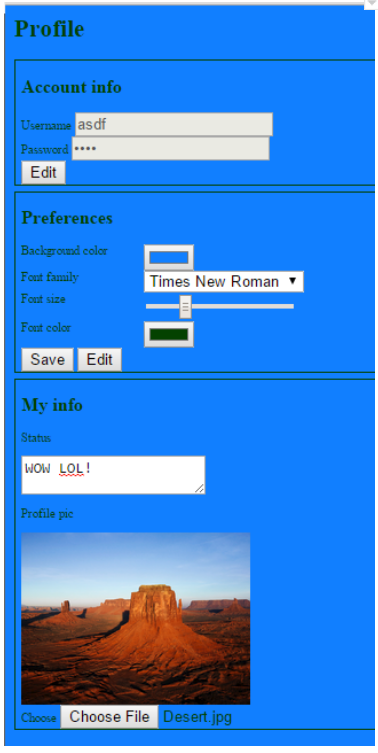 Profile
Account info
Username asdf
Password ••••
Edit
Preferences
Background color
Font family Times New Roman
Font size
Font color
Save Edit
My info
Status
WOW LOL!
Profile pic
Choose Choose File Desert.jpg